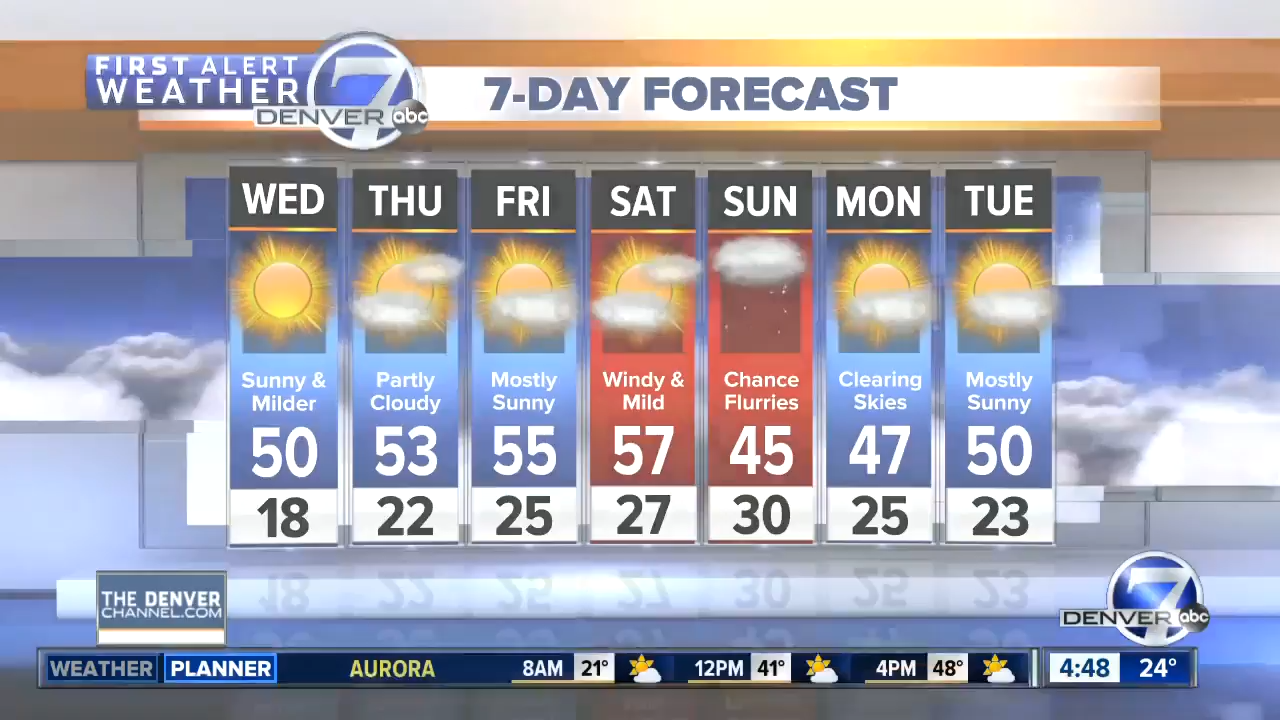 FIRST ALERT
WEATHER
7
DENVER abc
7-DAY FORECAST
WED THU FRI SAT SUN MON TUE
Sunny & Milder
Partly Cloudy
Mostly Sunny
Windy & Mild
Chance Flurries
Clearing Skies
Mostly Sunny
50 53 55 57 45 47 50
18 22 25 27 30 25 23
THE DENVER
CHANNEL.COM
7
DENVER abc
WEATHER PLANNER AURORA 8AM 21° 12PM 41° 4PM 48° 4:48 24°